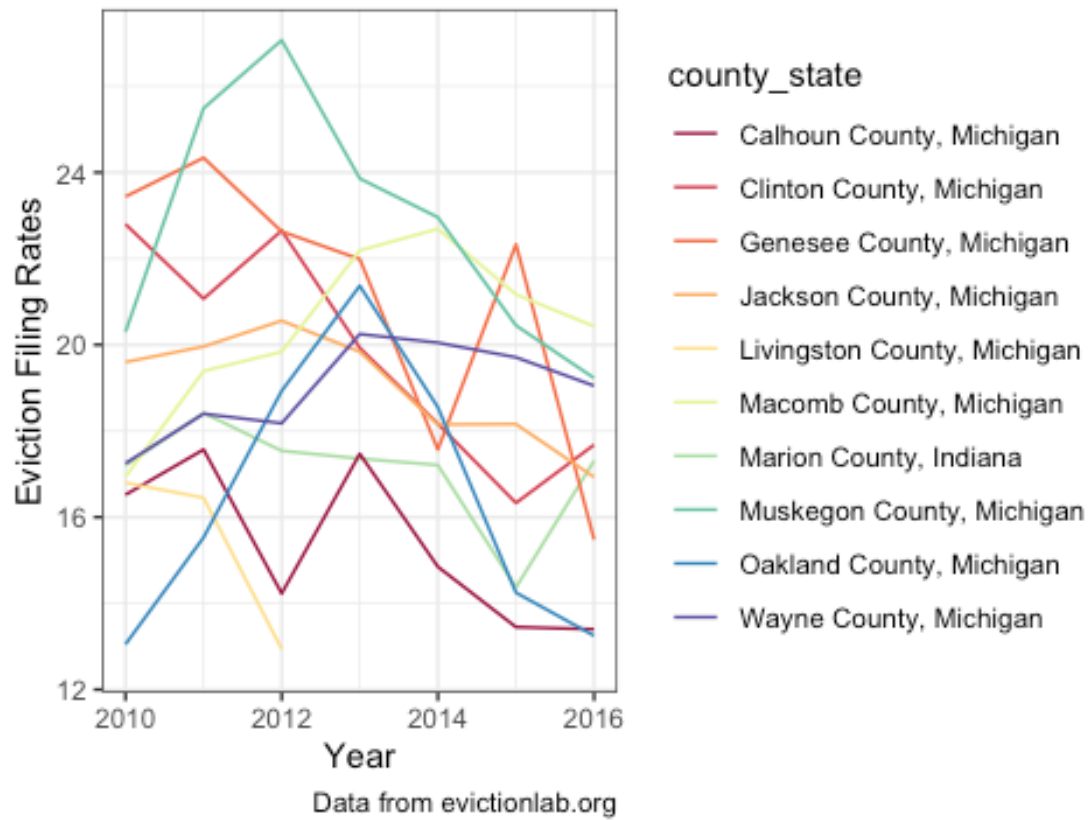 Eviction Filing Rates
24
20
16
12
2010 2012 2014 2016
Year
Data from evictionlab.org
county_state
Calhoun County, Michigan
Clinton County, Michigan
Genesee County, Michigan
Jackson County, Michigan
Livingston County, Michigan
Macomb County, Michigan
Marion County, Indiana
Muskegon County, Michigan
Oakland County, Michigan
Wayne County, Michigan